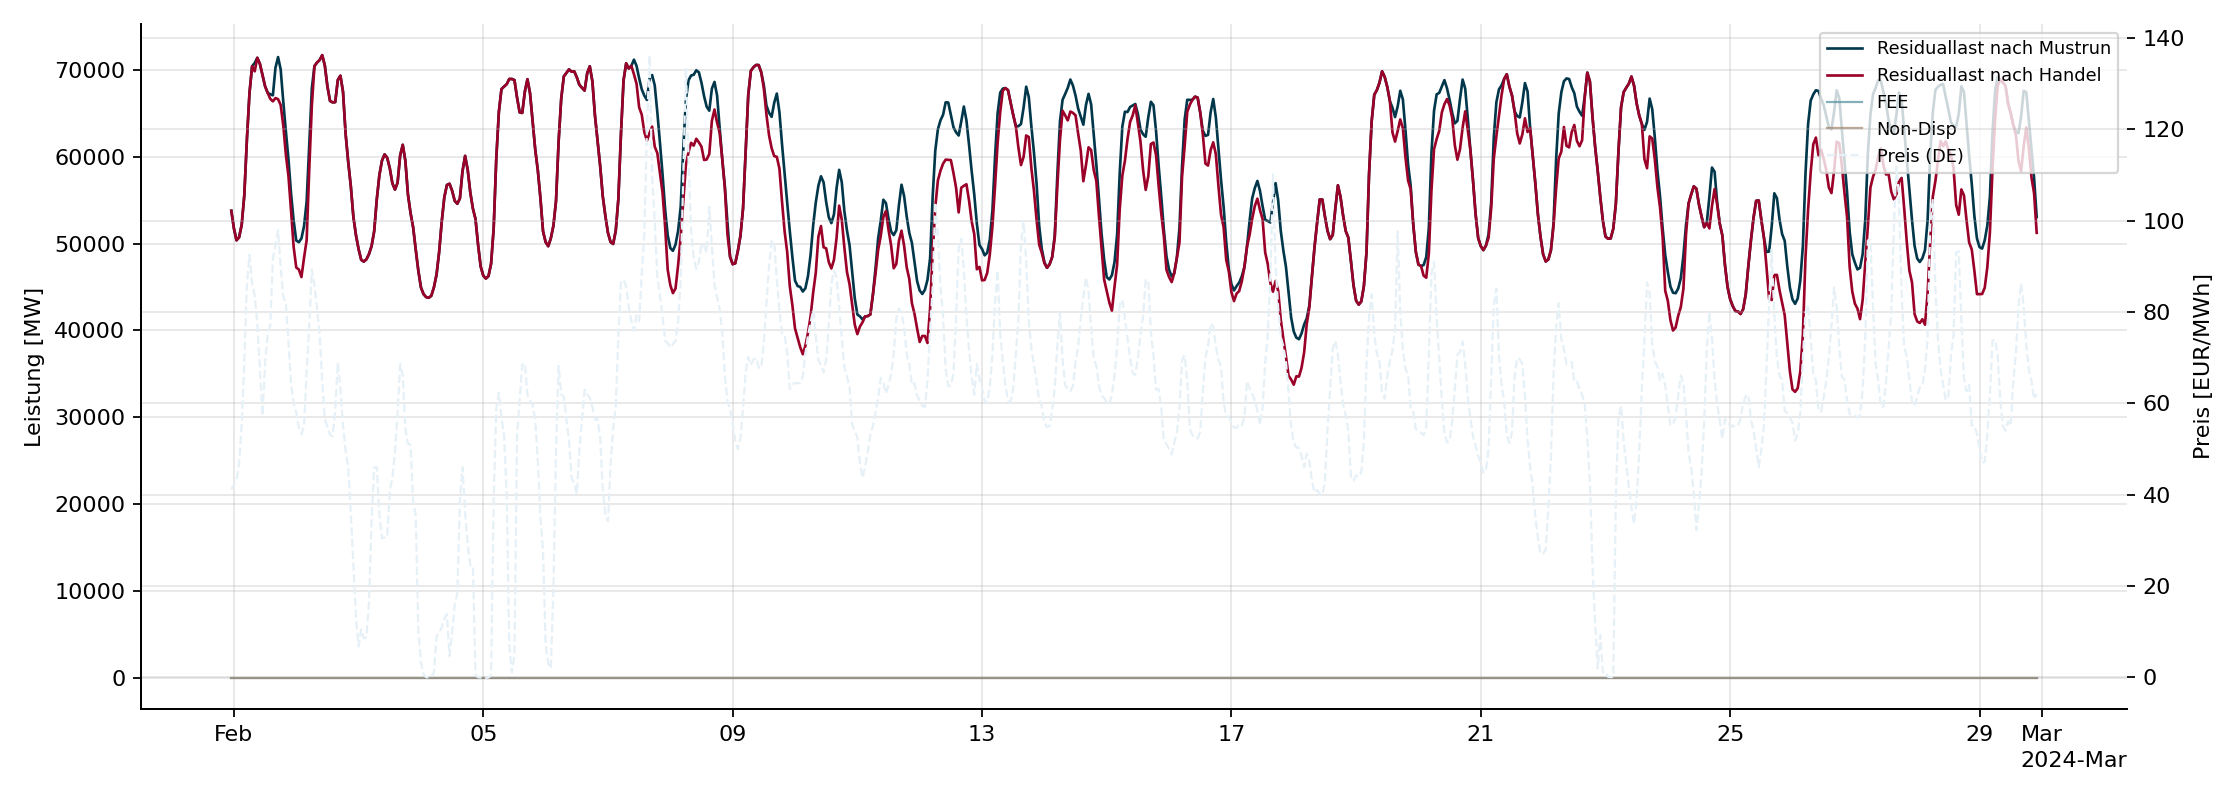 Leistung [MW]
70000
60000
50000
40000
30000
20000
10000
0
Residuallast nach Mustrun
Residuallast nach Handel
FEE
Non-Disp
Preis (DE)
140
120
100
80
60
40
20
0
Preis [EUR/MWh]
Feb 05 09 13 17 21 25 29 Mar
2024-Mar